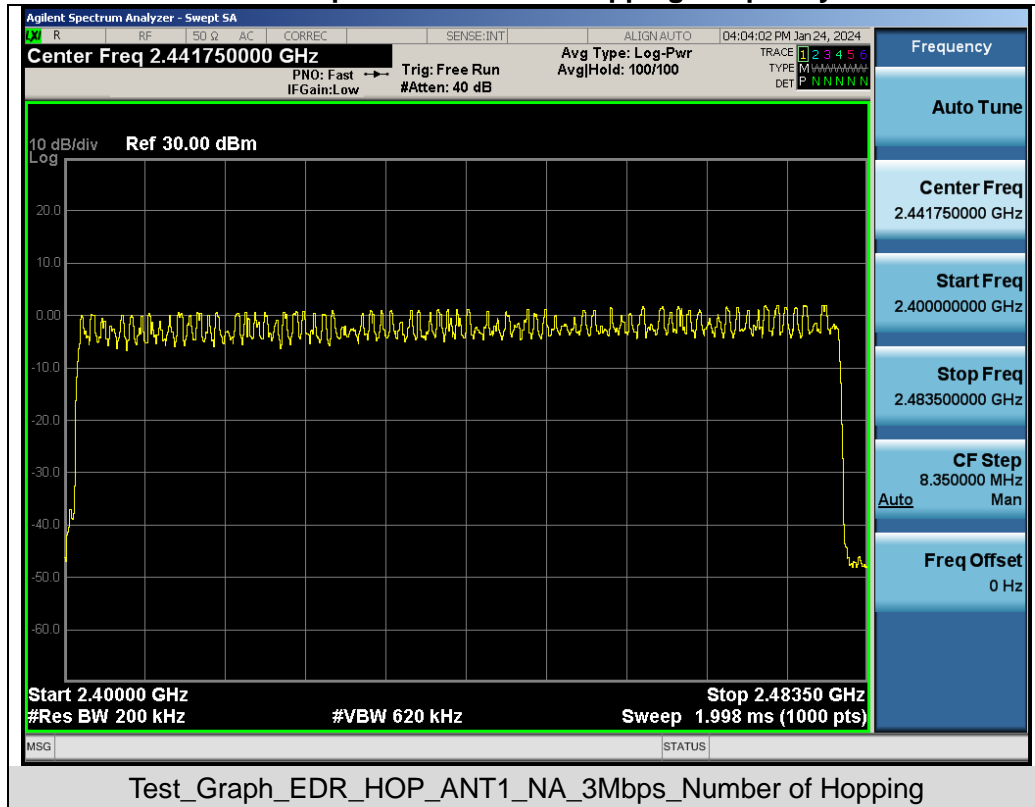 Agilent Spectrum Analyzer - Swept SA
LXI R RF 50 Ω AC CORREC SENSE:INT ALIGN AUTO 04:04:02 PM Jan 24, 2024
Center Freq 2.441750000 GHz
PNO: Fast
IFGain:Low
Trig: Free Run
#Atten: 40 dB
Avg Type: Log-Pwr
Avg|Hold: 100/100
TRACE 1 2 3 4 5 6
TYPE M WWWWW
DET P N N N N N
10 dB/div Ref 30.00 dBm
Log
20.0
10.0
0.00
-10.0
-20.0
-30.0
-40.0
-50.0
-60.0
Start 2.40000 GHz Stop 2.48350 GHz
#Res BW 200 kHz #VBW 620 kHz Sweep 1.998 ms (1000 pts)
MSG STATUS
Frequency
Auto Tune
Center Freq
2.441750000 GHz
Start Freq
2.400000000 GHz
Stop Freq
2.483500000 GHz
CF Step
8.350000 MHz
Auto Man
Freq Offset
0 Hz
Test_Graph_EDR_HOP_ANT1_NA_3Mbps_Number of Hopping